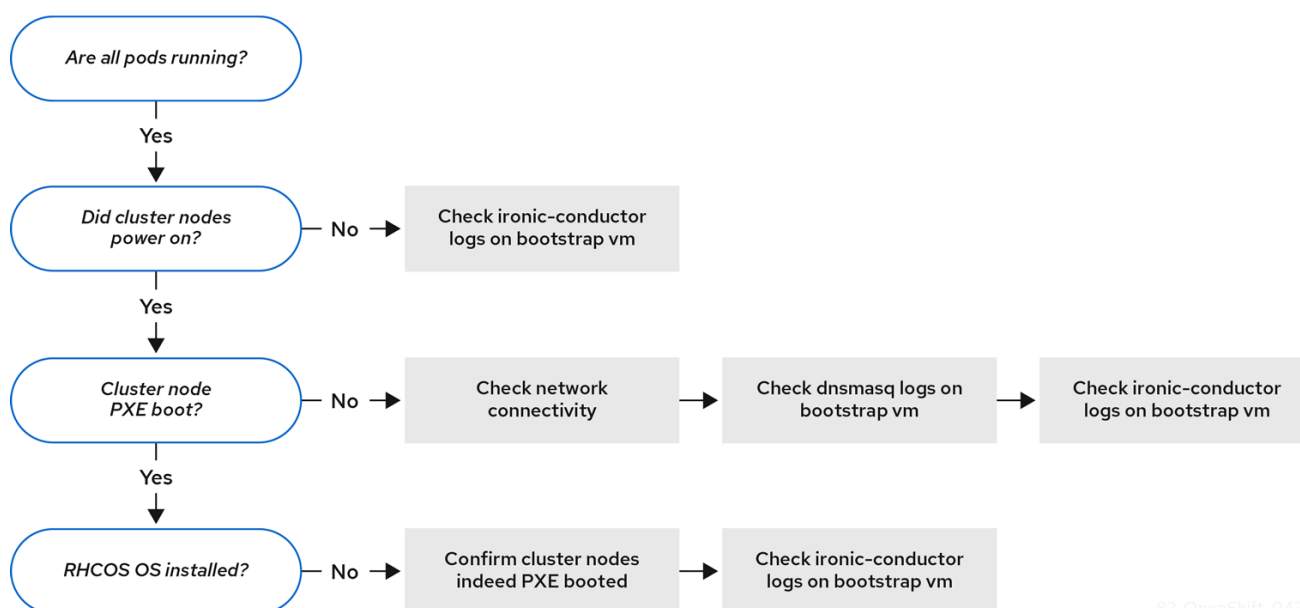 Are all pods running?
Yes
Did cluster nodes
power on?
No
Check ironic-conductor
logs on bootstrap vm
Yes
Cluster node
PXE boot?
No
Check network
connectivity
Check dnsmasq logs on
bootstrap vm
Check ironic-conductor
logs on bootstrap vm
Yes
RHCOS OS installed?
No
Confirm cluster nodes
indeed PXE booted
Check ironic-conductor
logs on bootstrap vm